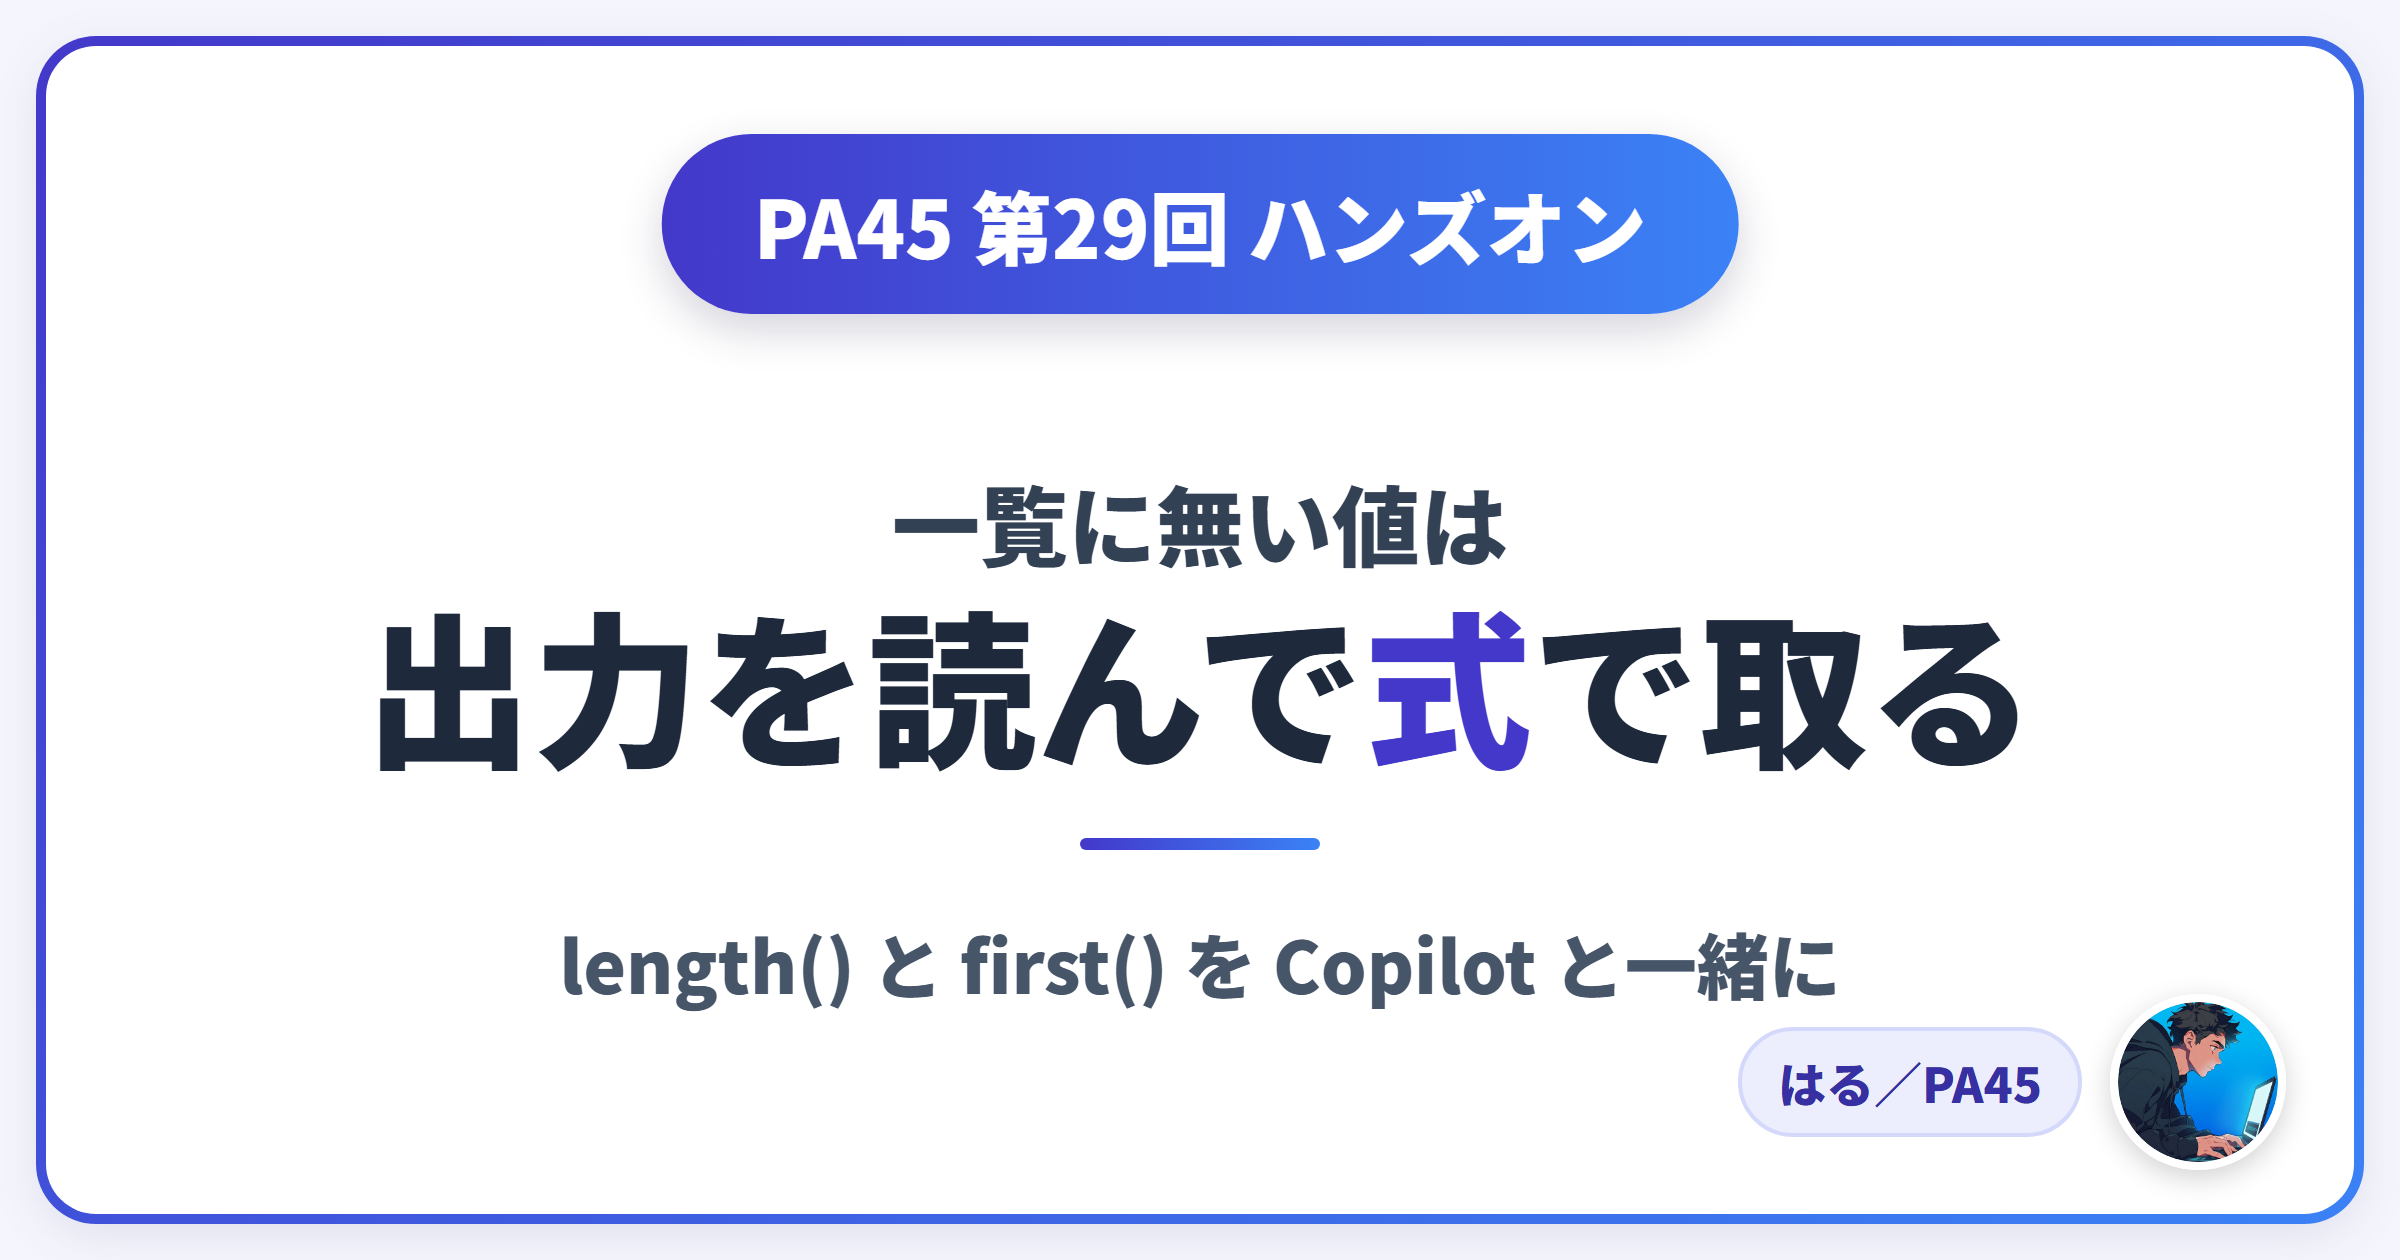 PA45 第29回 ハンズオン
一覧に無い値は
出力を読んで式で取る
length() と first() を Copilot と一緒に
はる／PA45